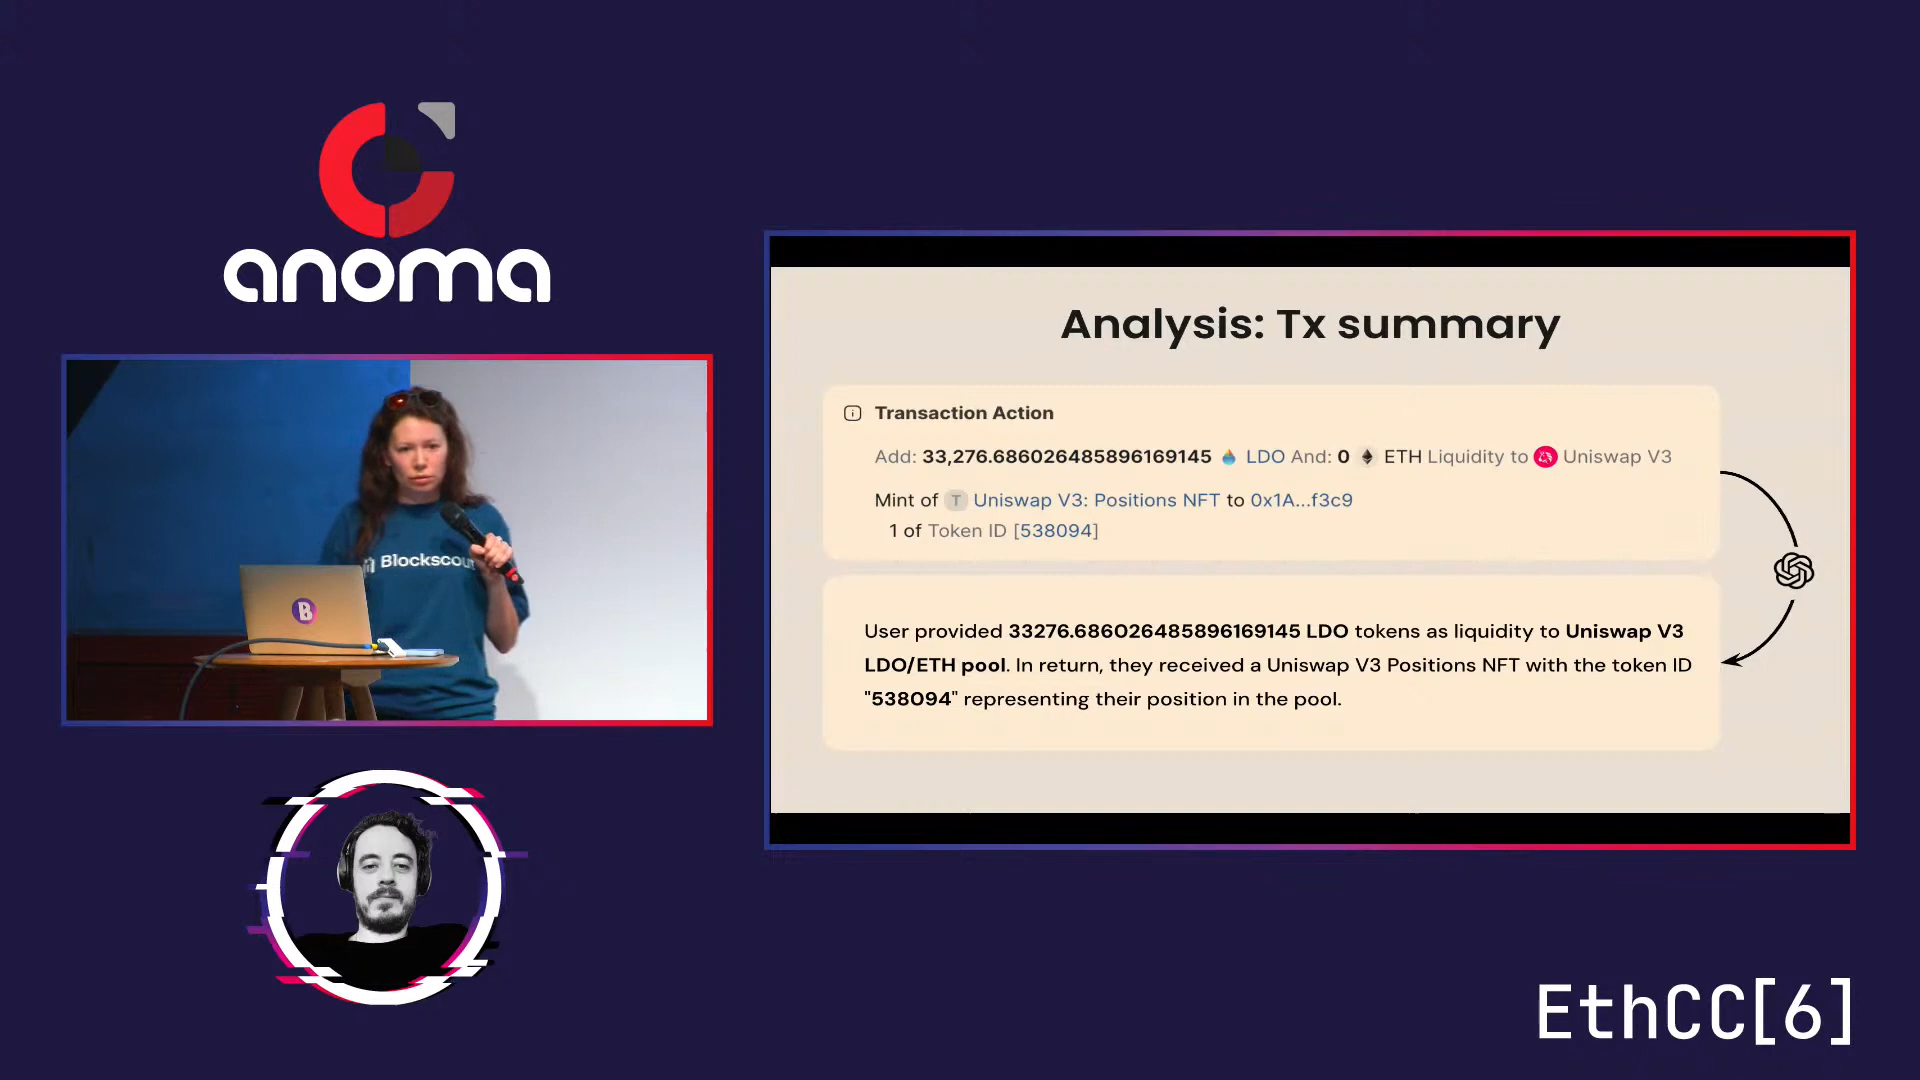 anoma
Blockscou
B
Analysis: Tx summary
Transaction Action
Add: 33,276.686026485896169145 LDO And: 0 ETH Liquidity to Uniswap V3
Mint of T Uniswap V3: Positions NFT to 0x1A...f3c9
1 of Token ID [538094]
User provided 33276.686026485896169145 LDO tokens as liquidity to Uniswap V3
LDO/ETH pool. In return, they received a Uniswap V3 Positions NFT with the token ID
"538094" representing their position in the pool.
EthCC[6]